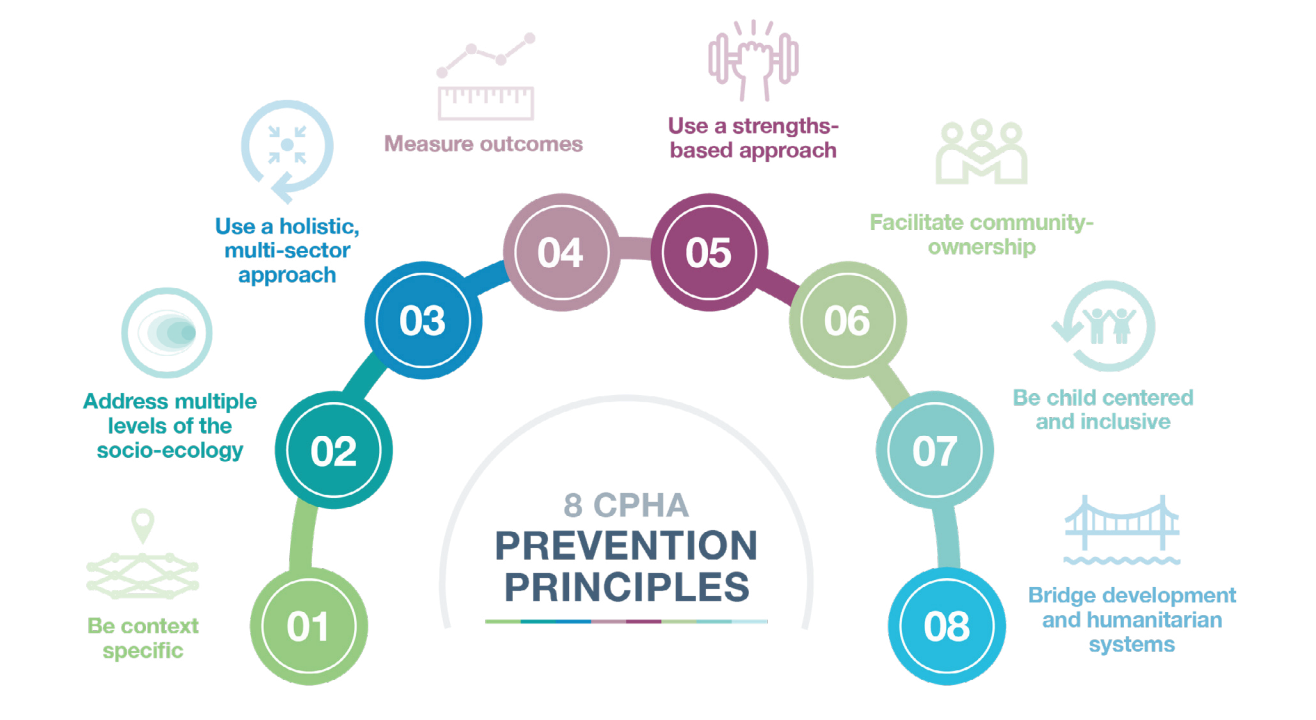 01
Be context
specific
02
Address multiple
levels of the
socio-ecology
03
Use a holistic,
multi-sector
approach
04
Measure outcomes
05
Use a strengths-
based approach
06
Facilitate community-
ownership
07
Be child centered
and inclusive
08
Bridge development
and humanitarian
systems
8 CPHA
PREVENTION
PRINCIPLES